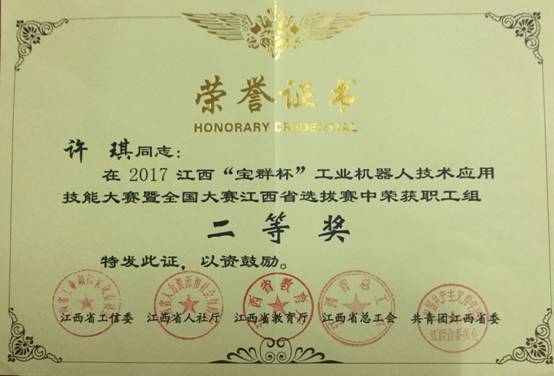 荣誉证书
HONORARY CREDENTIAL
许 琪同志：
在2017江西“宝群杯”工业机器人技术应用
技能大赛暨全国大赛江西省选拔赛中荣获职工组
二等奖
特发此证，以资鼓励。
江西省工信委 江西省人社厅 江西省教育厅 江西省总工会 共青团江西省委